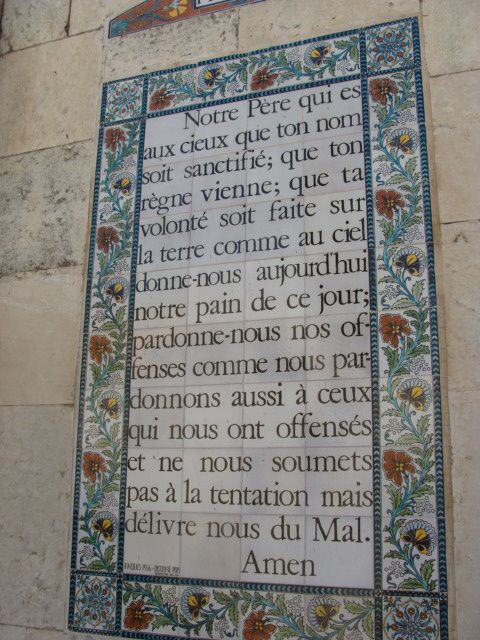 Notre Père qui es
aux cieux que ton nom
soit sanctifié; que ton
règne vienne; que ta
volonté soit faite sur
la terre comme au ciel
donne-nous aujourd'hui
notre pain de ce jour;
pardonne-nous nos of-
fenses comme nous par-
donnons aussi à ceux
qui nous ont offensés
et ne nous soumets
pas à la tentation mais
délivre nous du Mal.
Amen